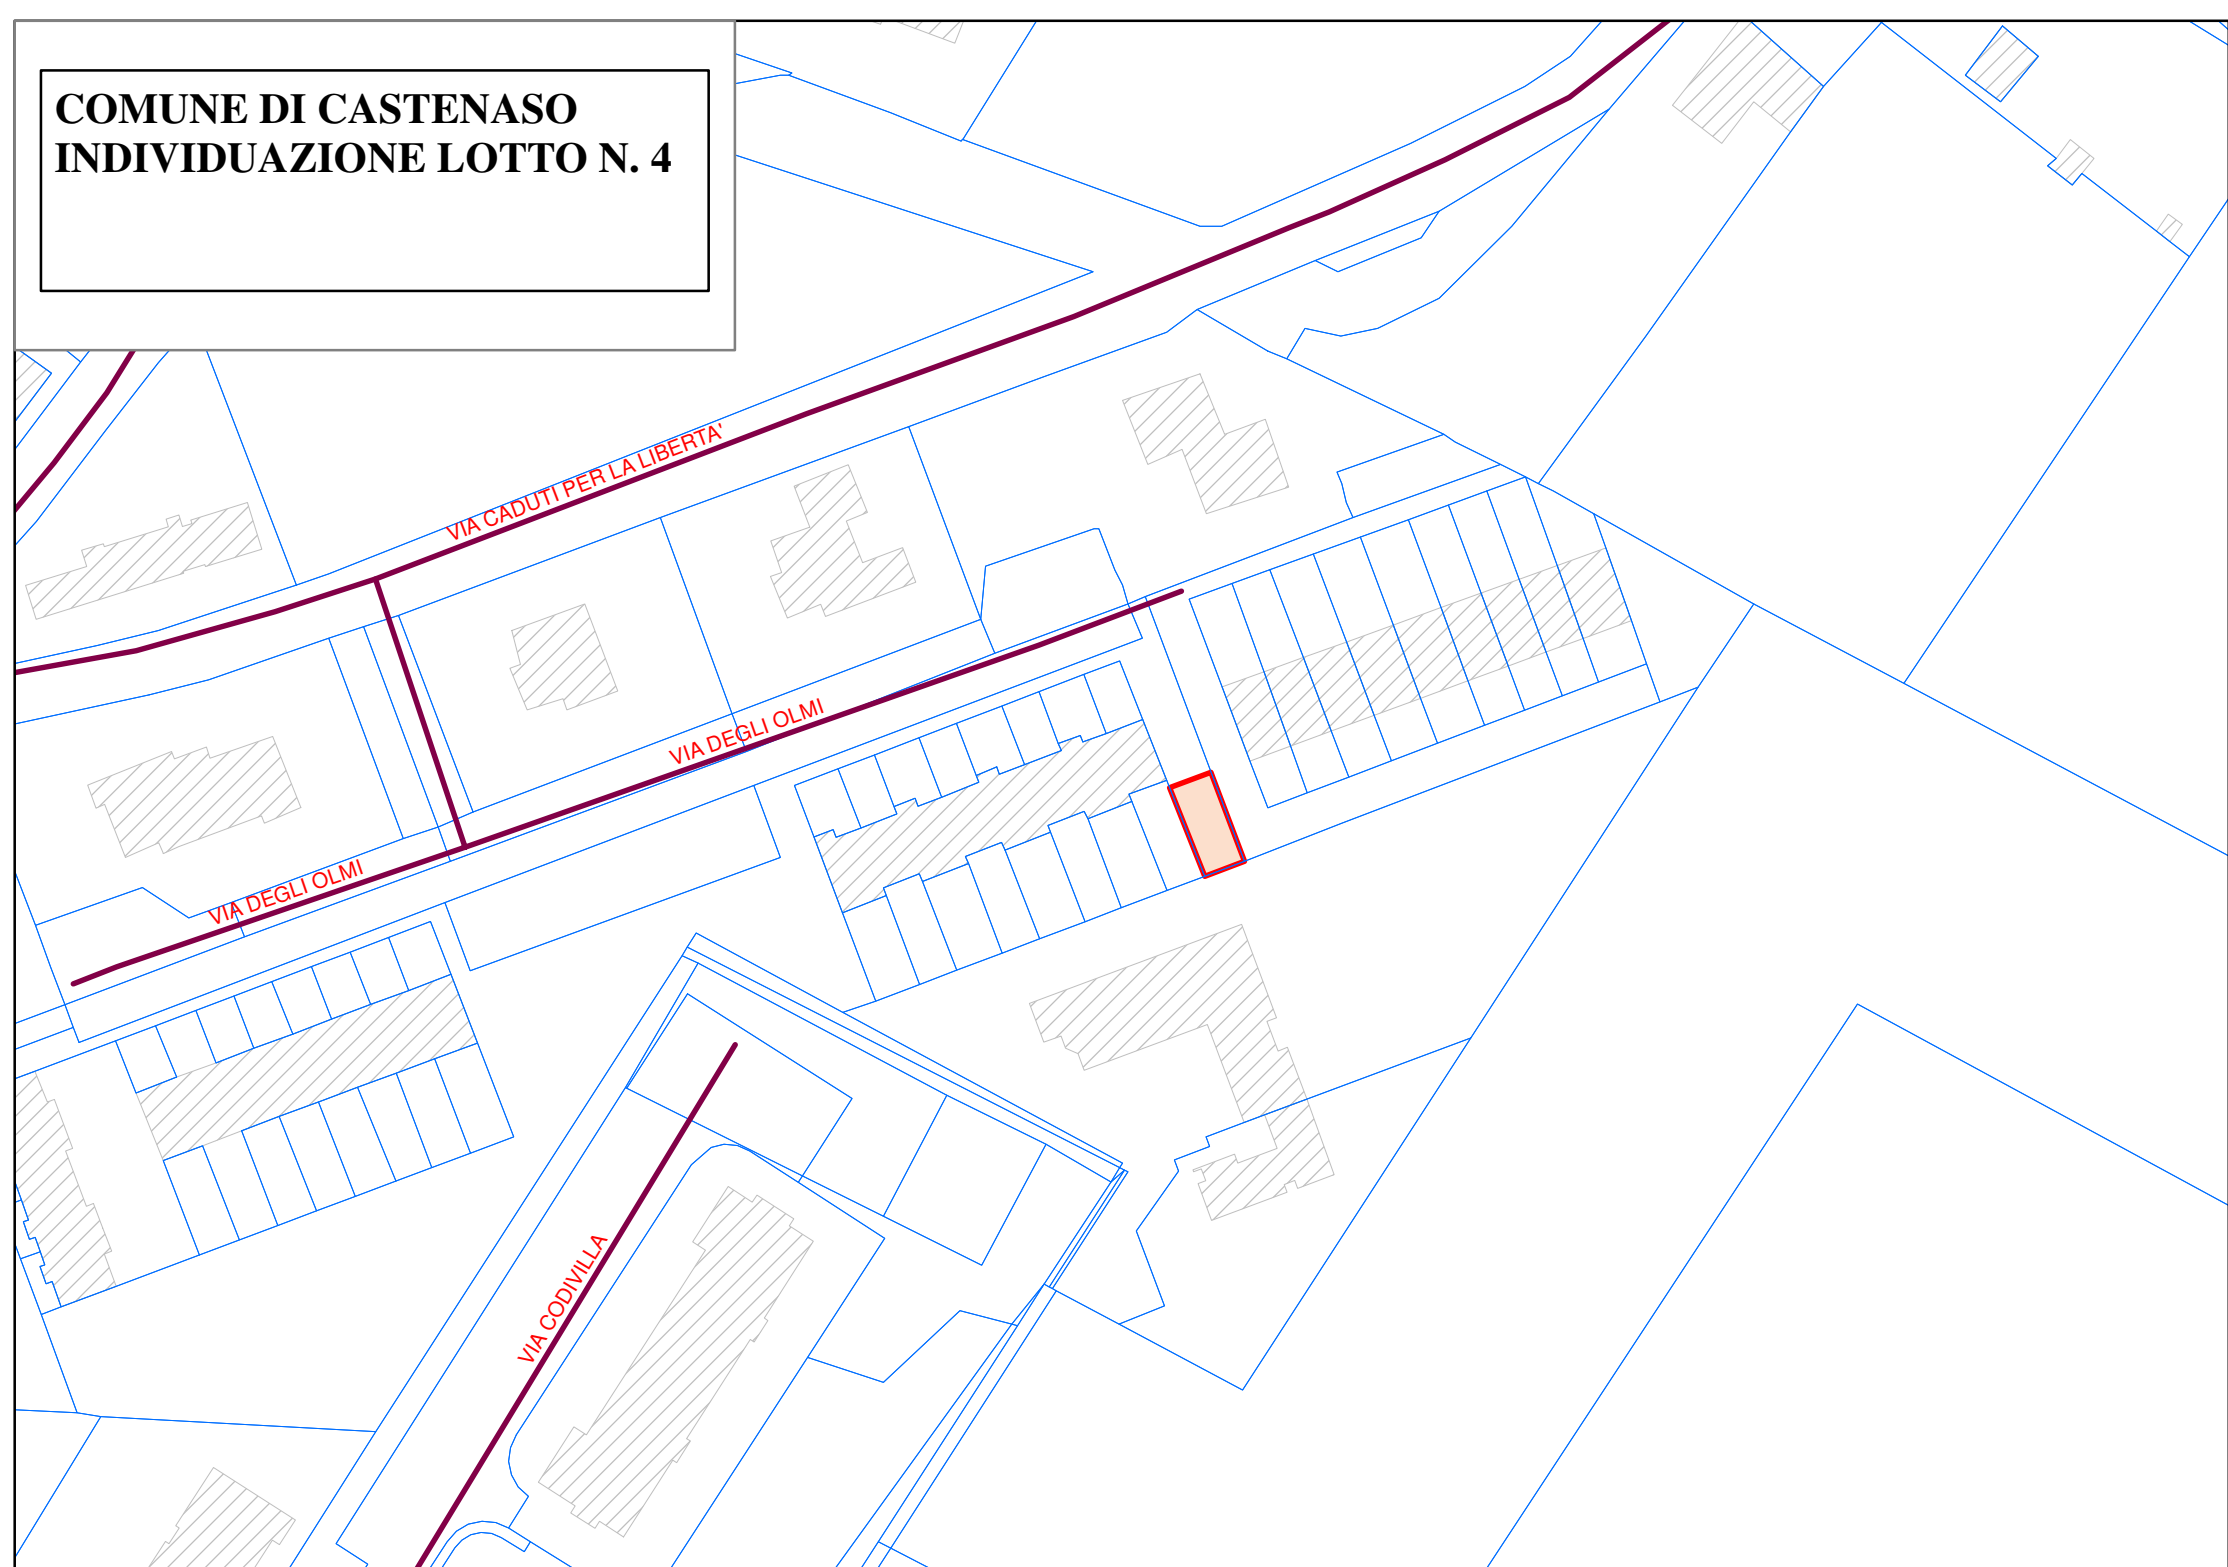 COMUNE DI CASTENASO
INDIVIDUAZIONE LOTTO N. 4
VIA CADUTI PER LA LIBERTA'
VIA DEGLI OLMI
VIA DEGLI OLMI
VIA CODIVILLA